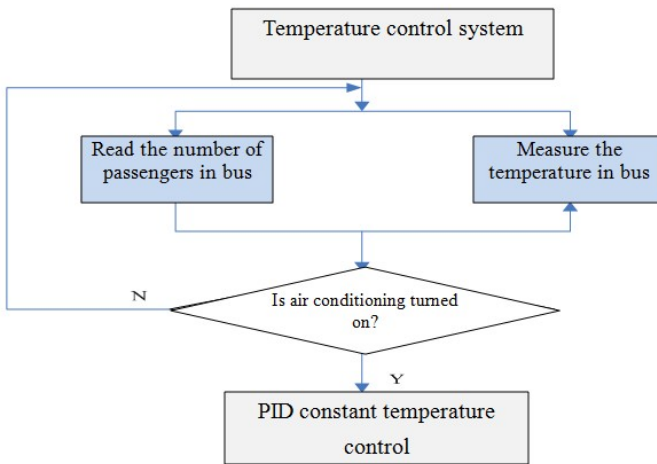 Temperature control system
Read the number of
passengers in bus
Measure the
temperature in bus
Is air conditioning turned
on?
N
Y
PID constant temperature
control